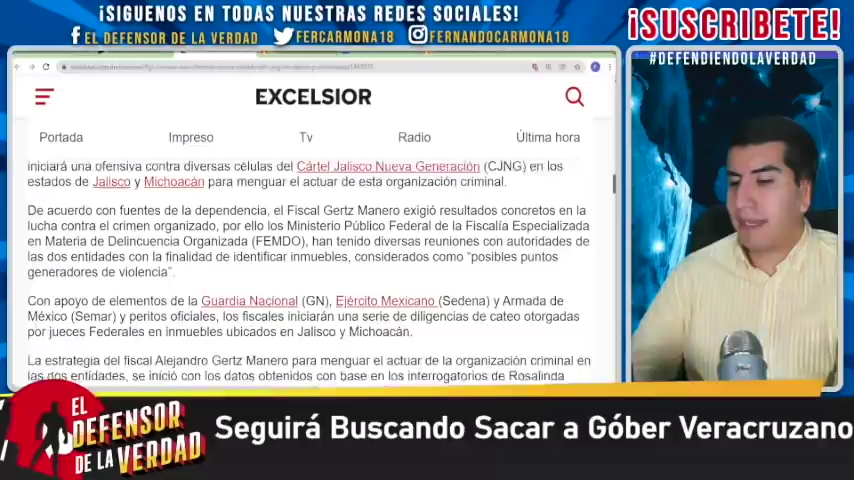 ¡SIGUENOS EN TODAS NUESTRAS REDES SOCIALES!
EL DEFENSOR DE LA VERDAD
FERCARMONA18
FERNANDOCARMONA18
¡SUSCRIBETE!
#DEFENDIENDOLAVERDAD
EXCELSIOR
Portada
Impreso
Tv
Radio
Última hora
iniciará una ofensiva contra diversas células del Cártel Jalisco Nueva Generación (CJNG) en los
estados de Jalisco y Michoacán para menguar el actuar de esta organización criminal.
De acuerdo con fuentes de la dependencia, el Fiscal Gertz Manero exigió resultados concretos en la
lucha contra el crimen organizado, por ello los Ministerio Público Federal de la Fiscalía Especializada
en Materia de Delincuencia Organizada (FEMDO), han tenido diversas reuniones con autoridades de
las dos entidades con la finalidad de identificar inmuebles, considerados como "posibles puntos
generadores de violencia".
Con apoyo de elementos de la Guardia Nacional (GN), Ejército Mexicano (Sedena) y Armada de
México (Semar) y peritos oficiales, los fiscales iniciarán una serie de diligencias de cateo otorgadas
por jueces Federales en inmuebles ubicados en Jalisco y Michoacán.
La estrategia del fiscal Alejandro Gertz Manero para menguar el actuar de la organización criminal en
las dos entidades, se inició con los datos obtenidos con base en los interrogatorios de Rosalinda
EL
DEFENSOR
DE LA VERDAD
Seguirá Buscando Sacar a Góber Veracruzano